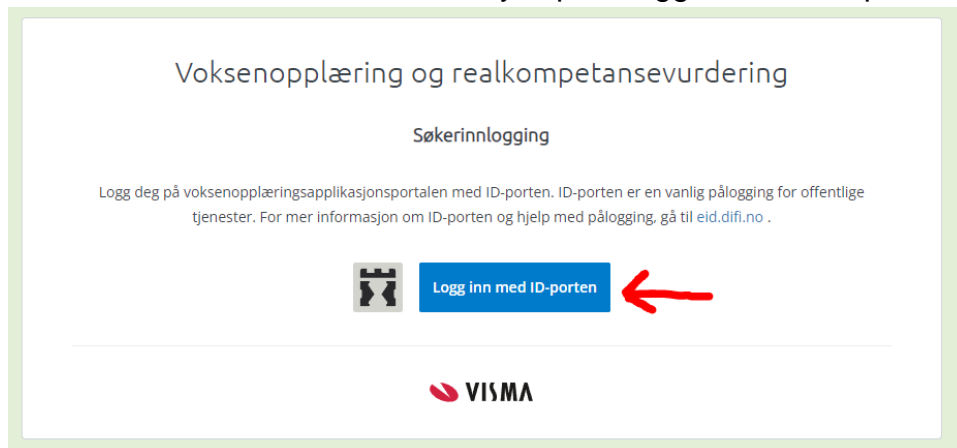 Voksenopplæring og realkompetansevurdering
Søkerinnlogging
Logg deg på voksenopplæringsapplikasjonsportalen med ID-porten. ID-porten er en vanlig pålogging for offentlige
tjenester. For mer informasjon om ID-porten og hjelp med pålogging, gå til eid.difi.no .
Logg inn med ID-porten
VISMA